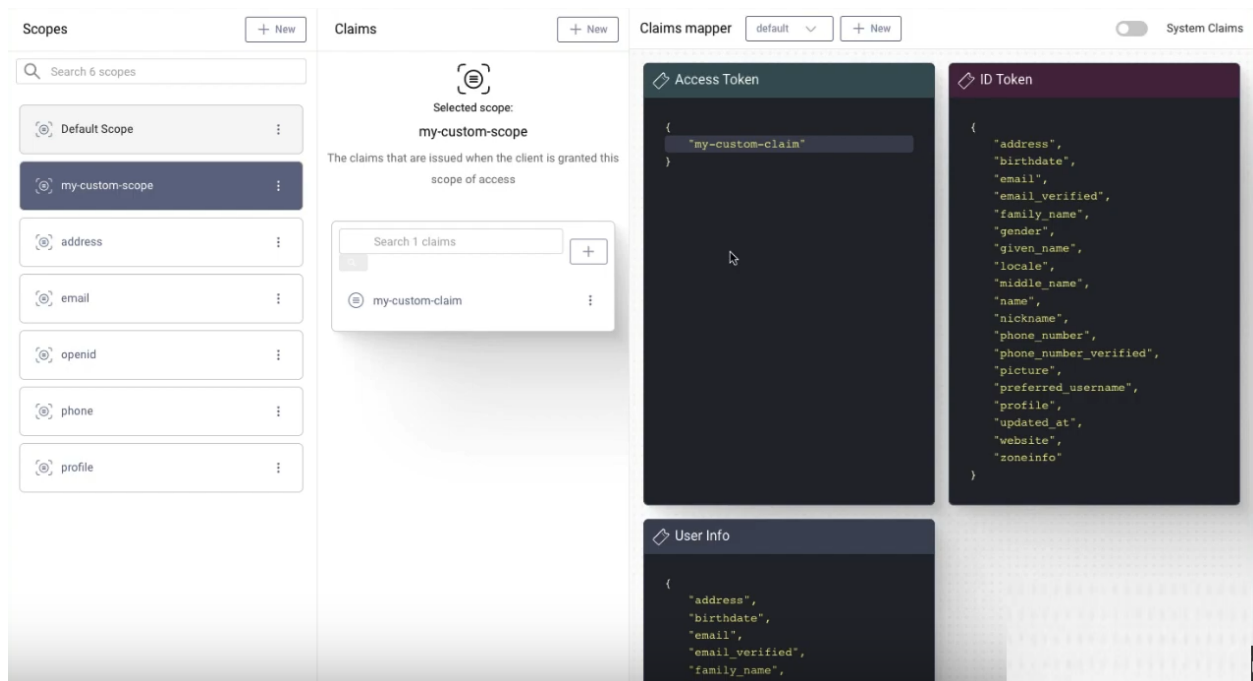 Scopes
+ New
Search 6 scopes
Default Scope
my-custom-scope
address
email
openid
phone
profile
Claims
+ New
Selected scope:
my-custom-scope
The claims that are issued when the client is granted this
scope of access
Search 1 claims
+
my-custom-claim
Claims mapper
default
+ New
System Claims
Access Token
{
"my-custom-claim"
}
ID Token
{
"address",
"birthdate",
"email",
"email_verified",
"family_name",
"gender",
"given_name",
"locale",
"middle_name",
"name",
"nickname",
"phone_number",
"phone_number_verified",
"picture",
"preferred_username",
"profile",
"updated_at",
"website",
"zoneinfo"
}
User Info
{
"address",
"birthdate",
"email",
"email_verified",
"family_name",